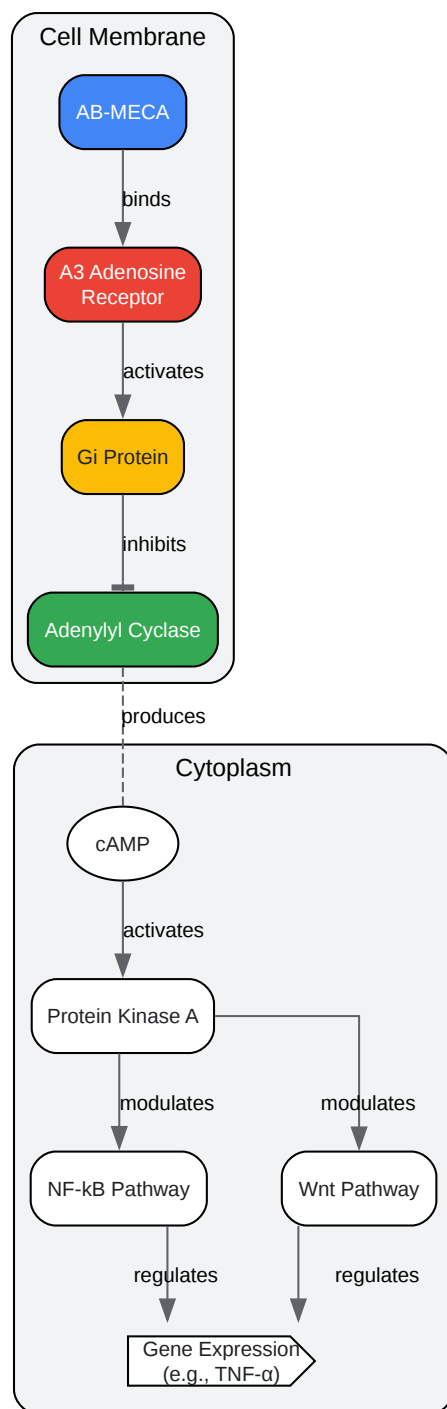 Cell Membrane
AB-MECA
binds
A3 Adenosine
Receptor
activates
Gi Protein
inhibits
Adenylyl Cyclase
produces
Cytoplasm
cAMP
activates
Protein Kinase A
modulates
modulates
NF-kB Pathway
Wnt Pathway
regulates
regulates
Gene Expression
(e.g., TNF-α)